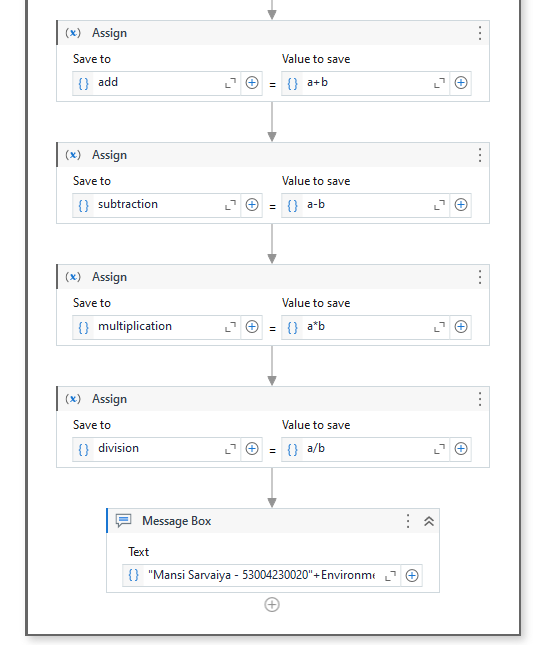 (x) Assign
Save to Value to save
{} add = {} a+b
(x) Assign
Save to Value to save
{} subtraction = {} a-b
(x) Assign
Save to Value to save
{} multiplication = {} a*b
(x) Assign
Save to Value to save
{} division = {} a/b
Message Box
Text
{} "Mansi Sarvaiya - 53004230020"+Environme